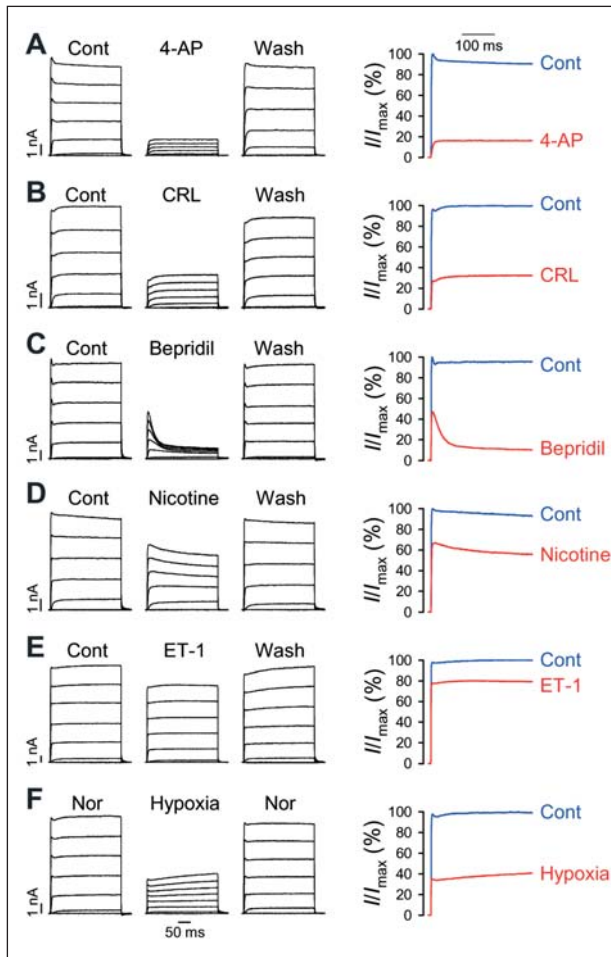 A
Cont 4-AP Wash
1 nA
100 ms
I/Imax (%)
100
80
60
40
20
0
Cont
4-AP
B
Cont CRL Wash
1 nA
I/Imax (%)
100
80
60
40
20
0
Cont
CRL
C
Cont Bepridil Wash
1 nA
I/Imax (%)
100
80
60
40
20
0
Cont
Bepridil
D
Cont Nicotine Wash
1 nA
I/Imax (%)
100
80
60
40
20
0
Cont
Nicotine
E
Cont ET-1 Wash
1 nA
I/Imax (%)
100
80
60
40
20
0
Cont
ET-1
F
Nor Hypoxia Nor
1 nA
50 ms
I/Imax (%)
100
80
60
40
20
0
Cont
Hypoxia